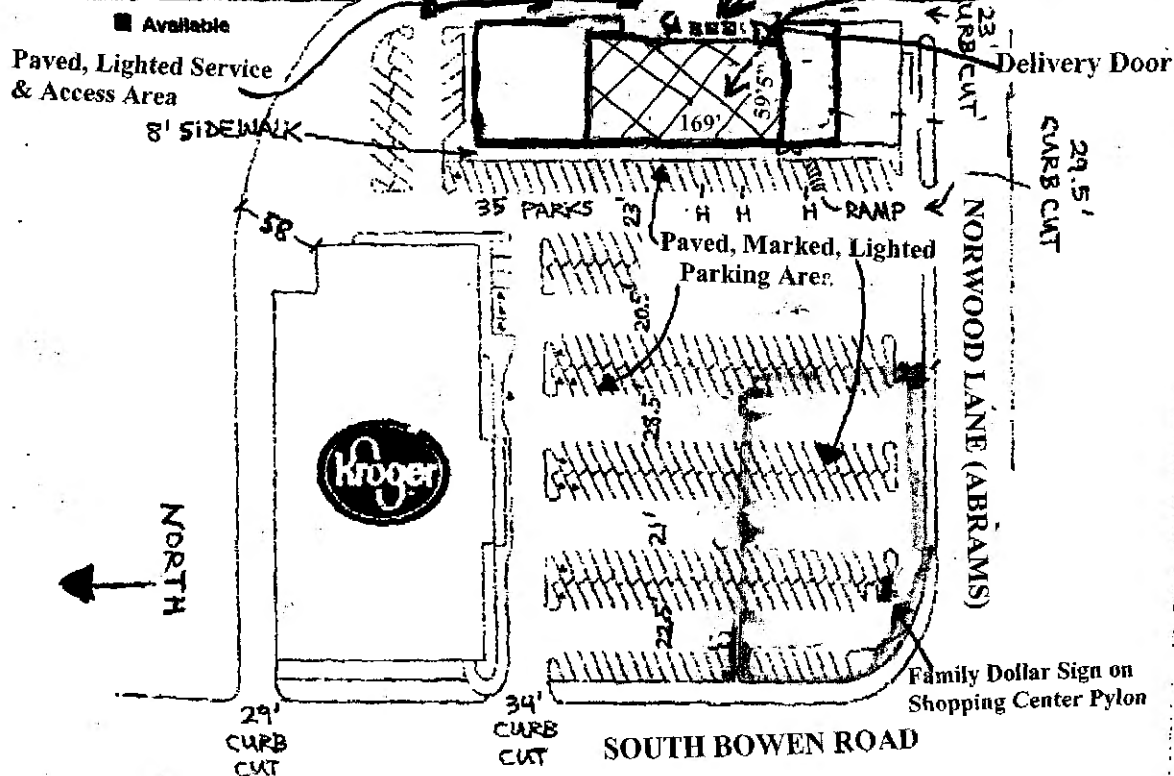 Available
Paved, Lighted Service
& Access Area
8' SIDEWALK
23'
CURB CUT
Delivery Door
59'5"
169'
29.5'
CURB CUT
35 PARKS
23'
H
H
H
RAMP
58
Paved, Marked, Lighted
Parking Area
20.5'
NORWOOD LANE (ABRAMS)
28.5'
Kroger
NORTH
21'
22.5'
Family Dollar Sign on
Shopping Center Pylon
29'
CURB
CUT
34'
CURB
CUT
SOUTH BOWEN ROAD